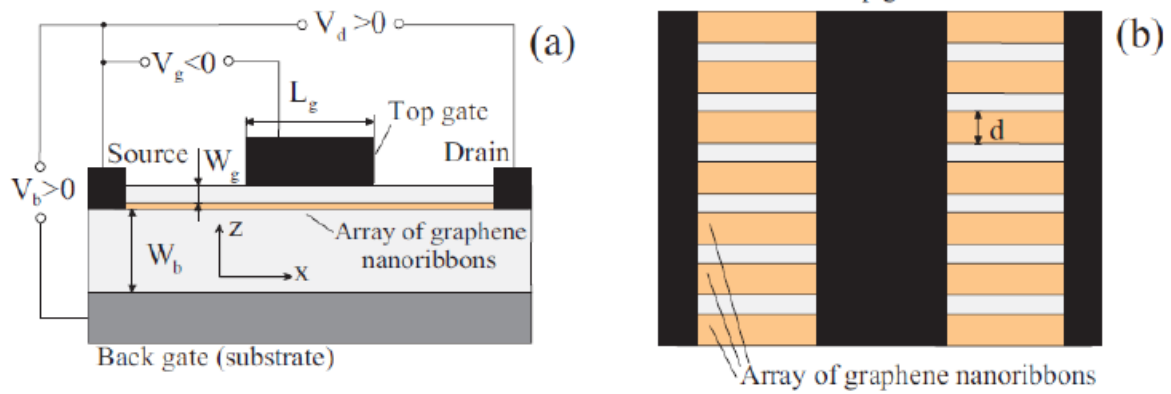 V_d >0
(a)
V_g <0
L_g
Top gate
Source
W_g
Drain
V_b >0
Array of graphene
nanoribbons
z
x
W_b
Back gate (substrate)
(b)
d
Array of graphene nanoribbons